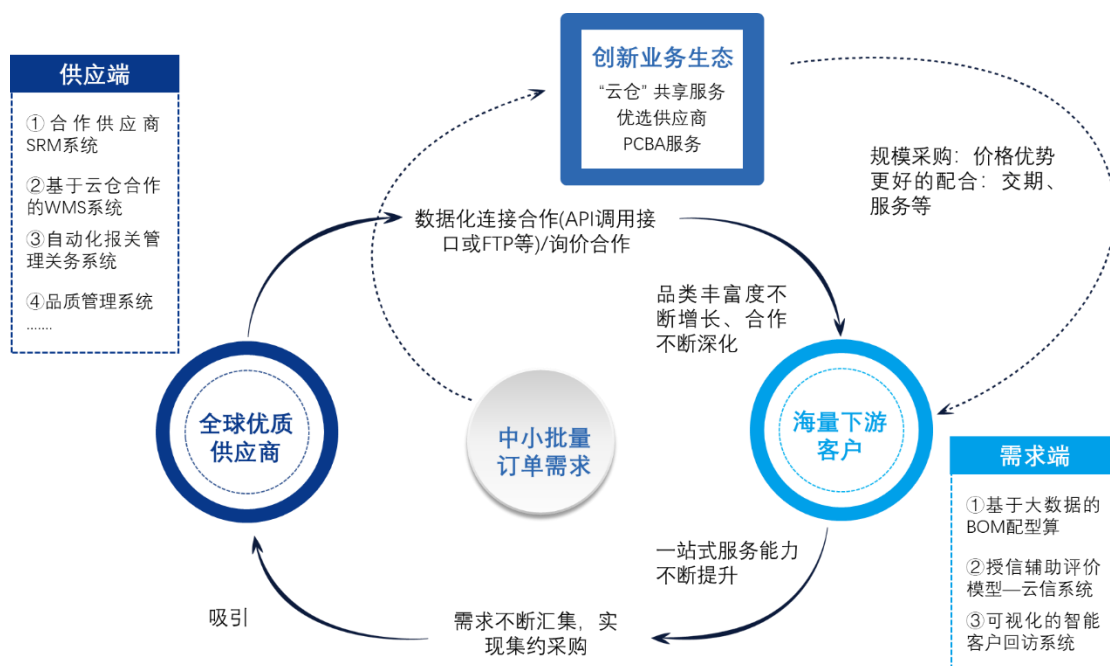 供应端
①合作供应商
SRM系统
②基于云仓合作
的WMS系统
③自动化报关管
理关务系统
④品质管理系统
.......
创新业务生态
“云仓” 共享服务
优选供应商
PCBA服务
规模采购：价格优势
更好的配合：交期、
服务等
数据化连接合作(API调用接
口或FTP等)/询价合作
品类丰富度不
断增长、合作
不断深化
全球优质
供应商
中小批量
订单需求
海量下游
客户
需求端
①基于大数据的
BOM配型算
②授信辅助评价
模型—云信系统
③可视化的智能
客户回访系统
一站式服务能力
不断提升
需求不断汇集，实
现集约采购
吸引